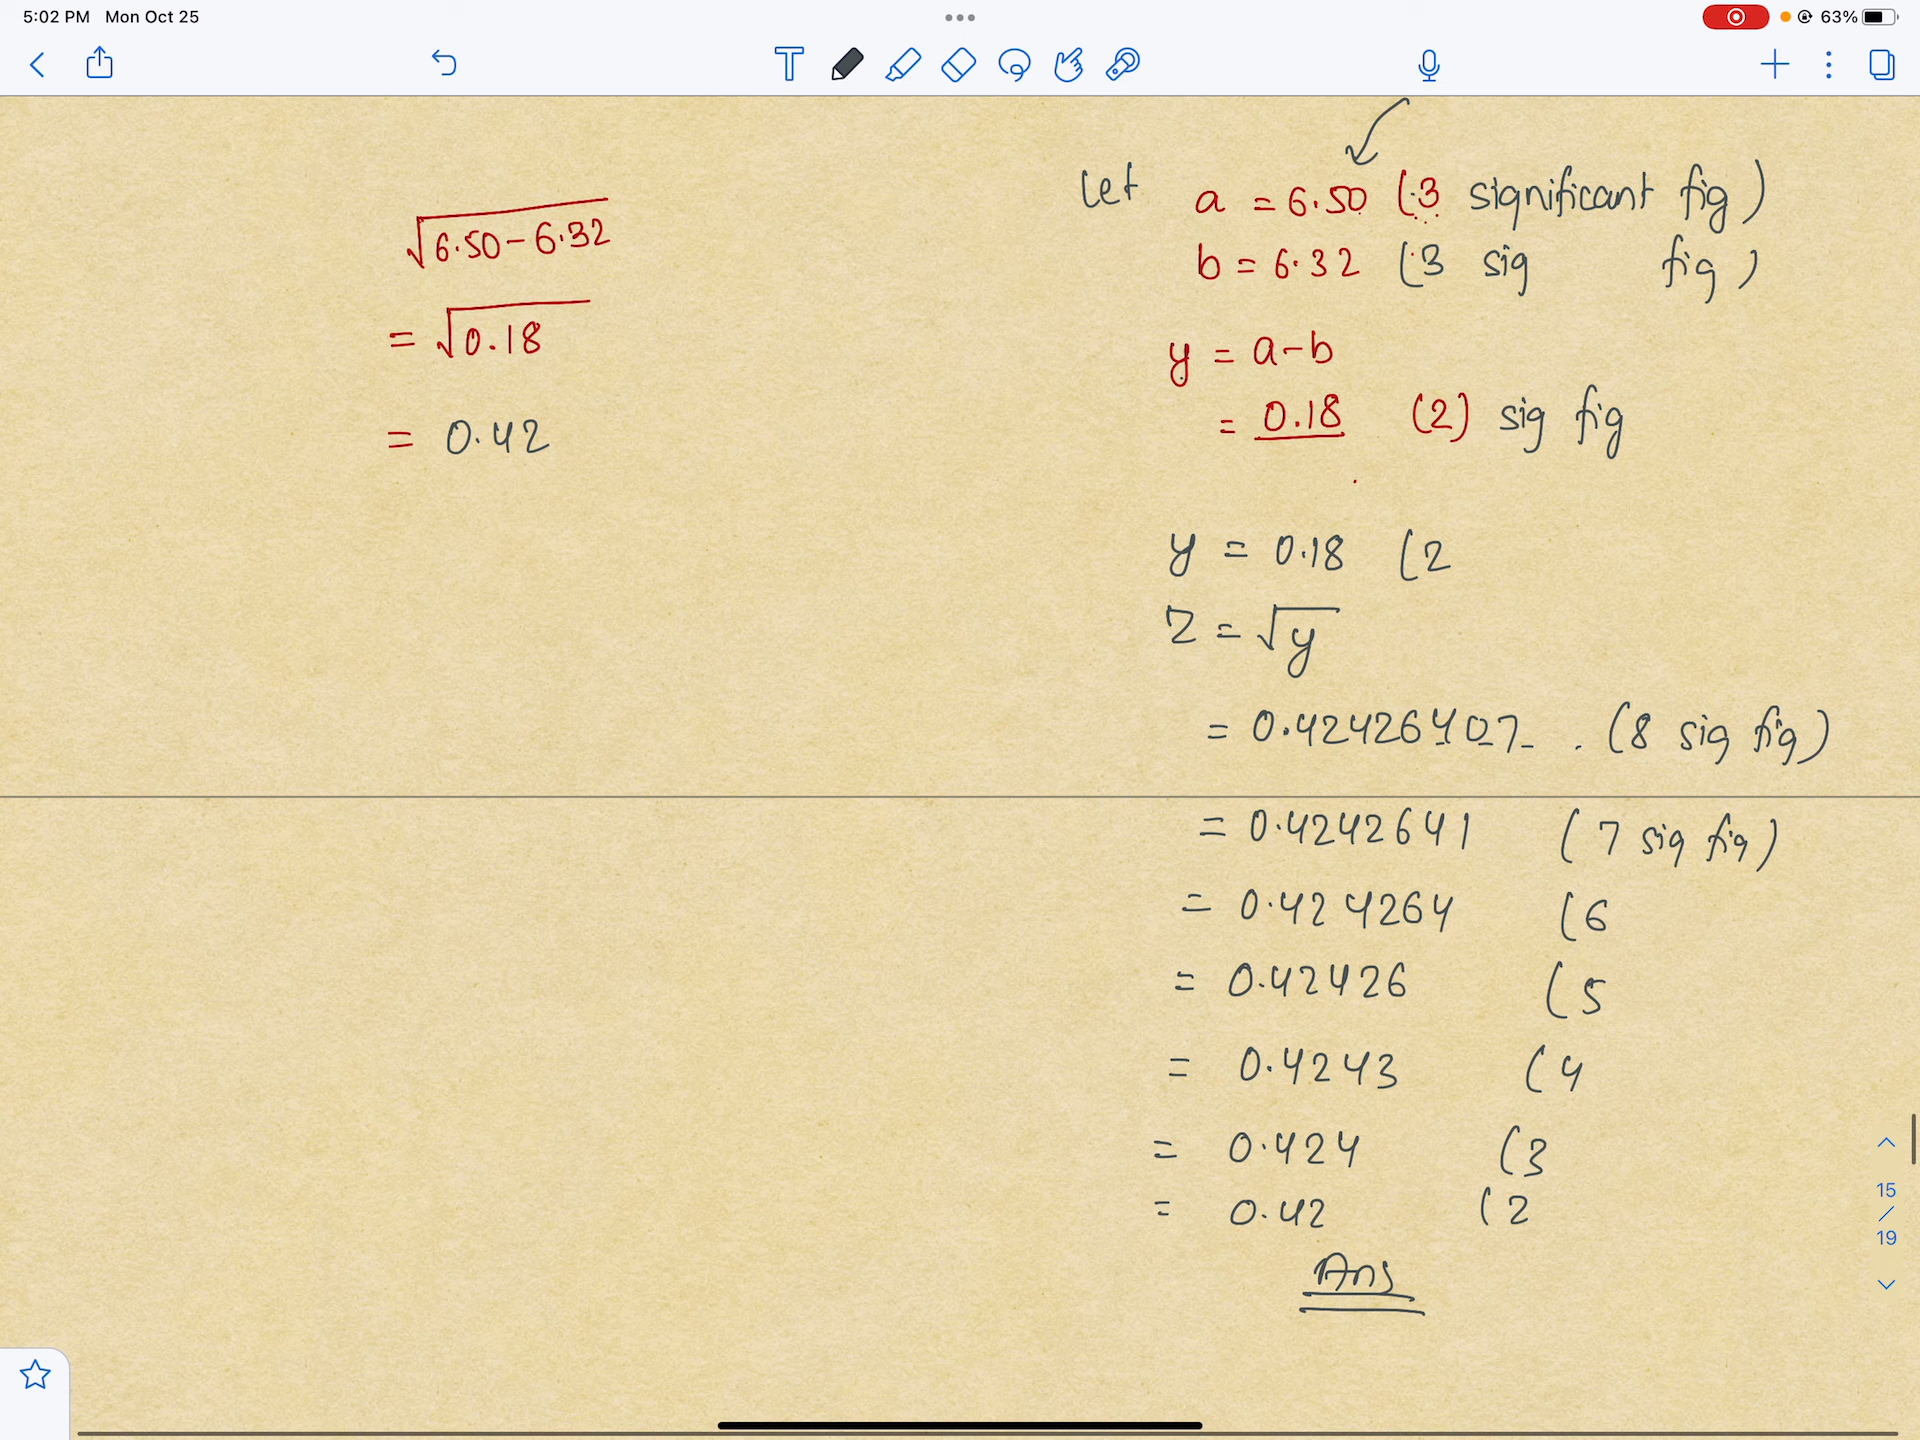 5:02 PM Mon Oct 25
63%
√6.50-6.32
= √0.18
= 0.42
Let a = 6.50 (3 significant fig)
b = 6.32 (3 sig fig)
y = a-b
= 0.18 (2) sig fig
y = 0.18 (2
Z = √y
= 0.42426407 . (8 sig fig)
= 0.4242641 (7 sig fig)
= 0.424264 (6
= 0.42426 (5
= 0.4243 (4
= 0.424 (3
= 0.42 (2
Ans
15
/
19